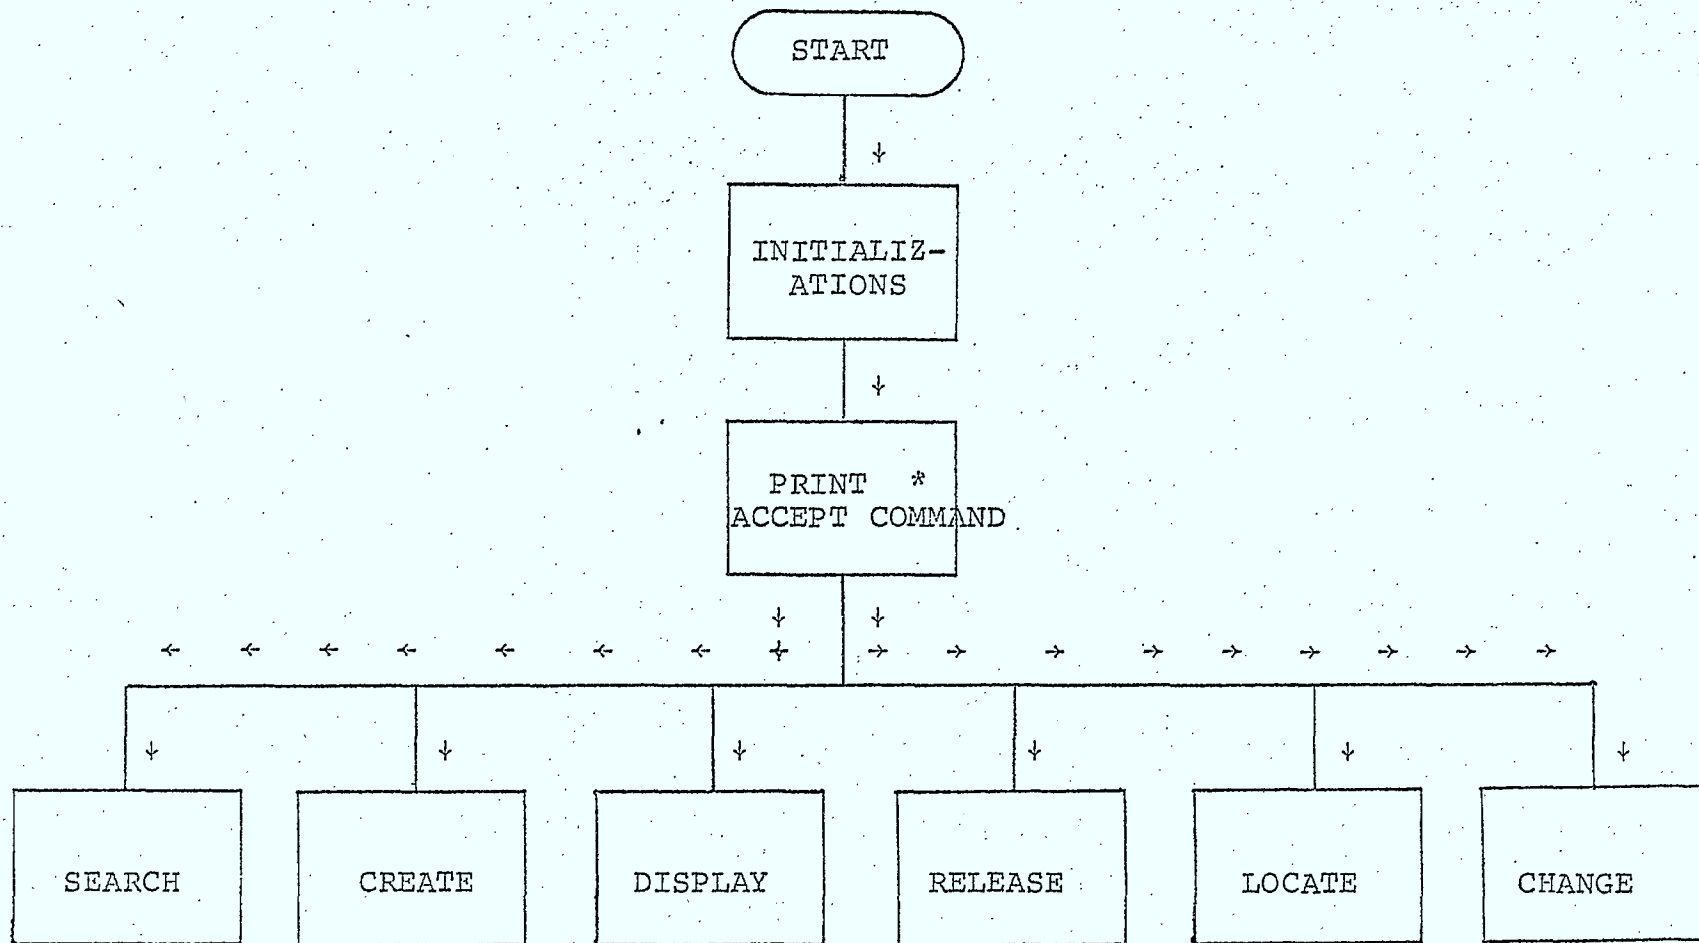 START
INITIALIZ-
ATIONS
PRINT *
ACCEPT COMMAND
SEARCH CREATE DISPLAY RELEASE LOCATE CHANGE